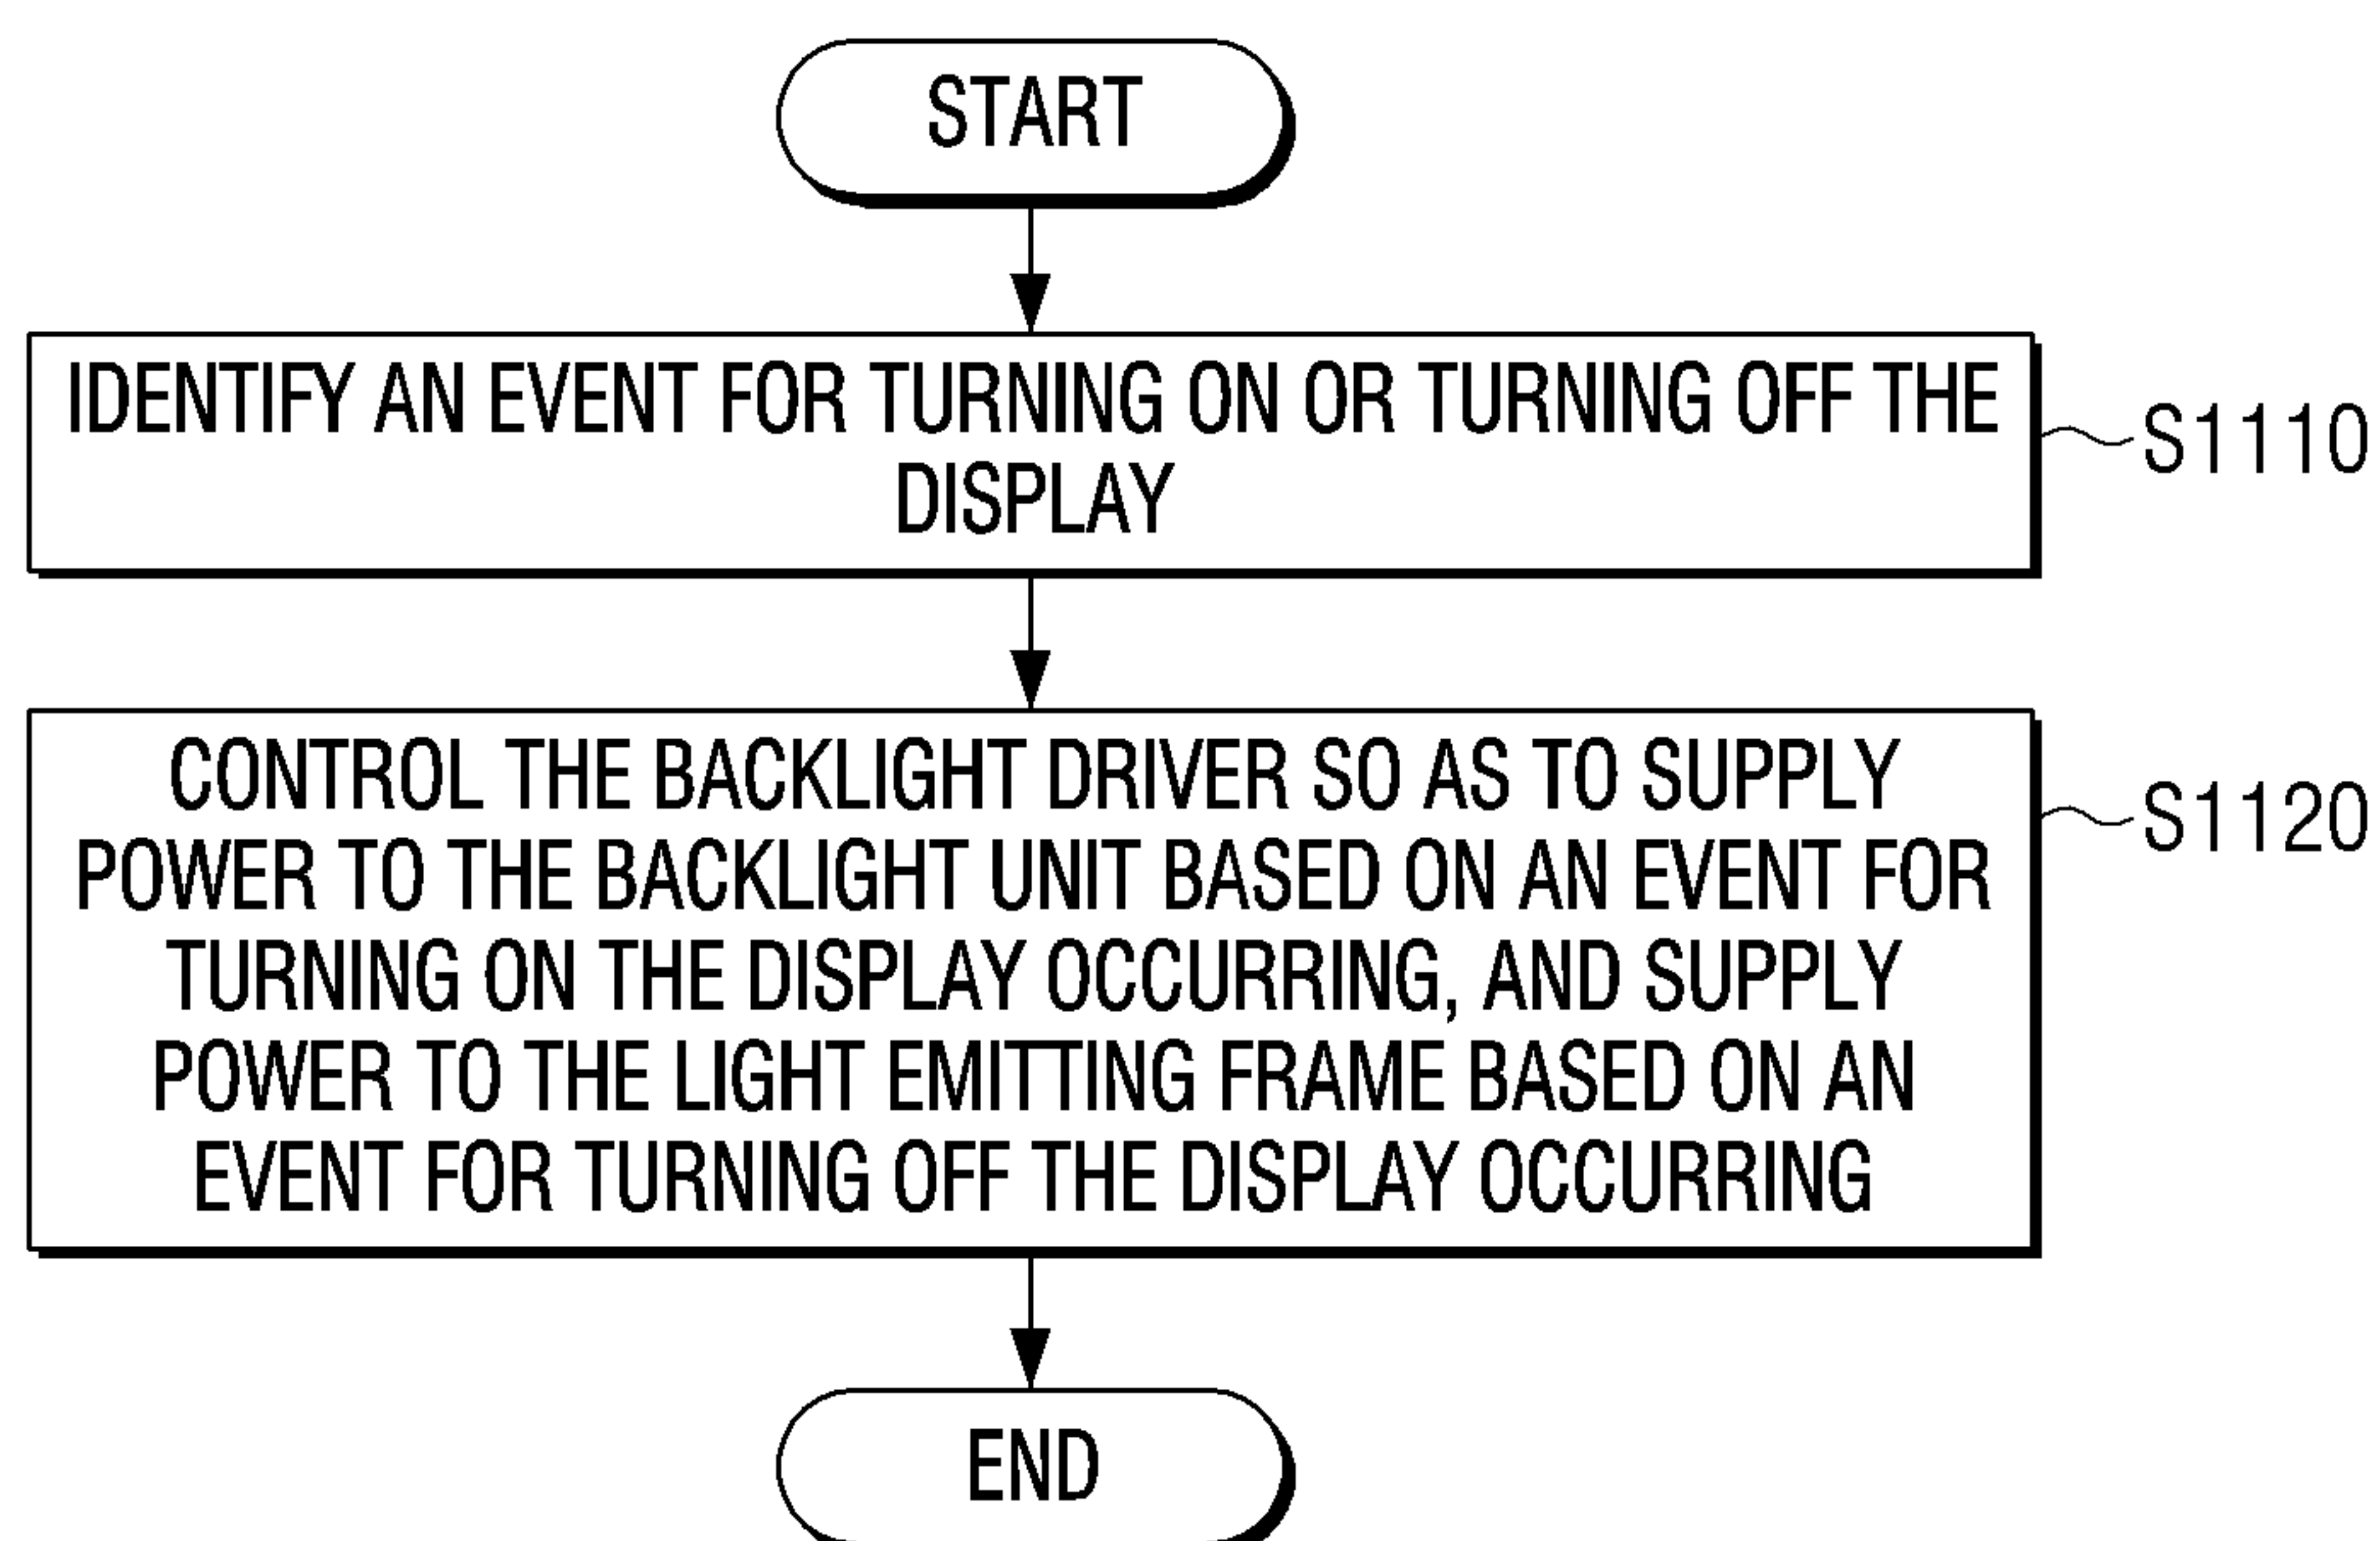 START
IDENTIFY AN EVENT FOR TURNING ON OR TURNING OFF THE
DISPLAY
S1110
CONTROL THE BACKLIGHT DRIVER SO AS TO SUPPLY
POWER TO THE BACKLIGHT UNIT BASED ON AN EVENT FOR
TURNING ON THE DISPLAY OCCURRING, AND SUPPLY
POWER TO THE LIGHT EMITTING FRAME BASED ON AN
EVENT FOR TURNING OFF THE DISPLAY OCCURRING
S1120
END